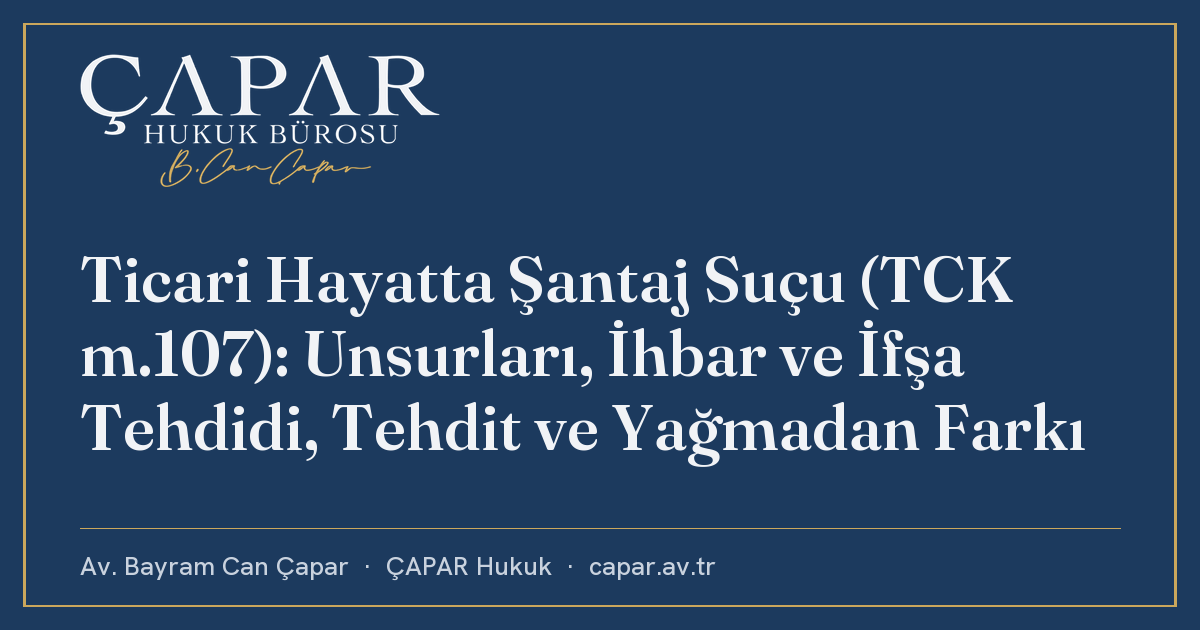 ÇAPAR
HUKUK BÜROSU
B.Can Çapar
Ticari Hayatta Şantaj Suçu (TCK
m.107): Unsurları, İhbar ve İfşa
Tehdidi, Tehdit ve Yağmadan Farkı
Av. Bayram Can Çapar · ÇAPAR Hukuk · capar.av.tr